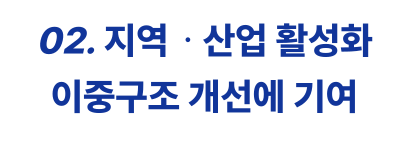 02. 지역 · 산업 활성화
이중구조 개선에 기여